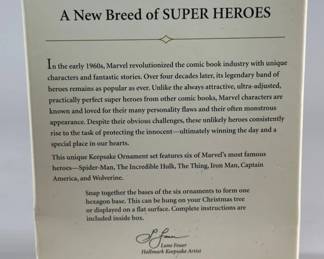 A New Breed of SUPER HEROES
In the early 1960s, Marvel revolutionized the comic book industry with unique
characters and fantastic stories. Over four decades later, its legendary band of
heroes remains as popular as ever. Unlike the always attractive, ultra-adjusted,
practically perfect super heroes from other comic books, Marvel characters are
known and loved for their many personality flaws and their often monstrous
appearance. Despite their obvious challenges, these unlikely heroes consistently
rise to the task of protecting the innocent—ultimately winning the day and a
special place in our hearts.
This unique Keepsake Ornament set features six of Marvel's most famous
heroes—Spider-Man, The Incredible Hulk, The Thing, Iron Man, Captain
America, and Wolverine.
Snap together the bases of the six ornaments to form one
hexagon base. This can be hung on your Christmas tree
or displayed on a flat surface. Complete instructions are
included inside box.
Lane Fouar
Hallmark Keepsake Artist